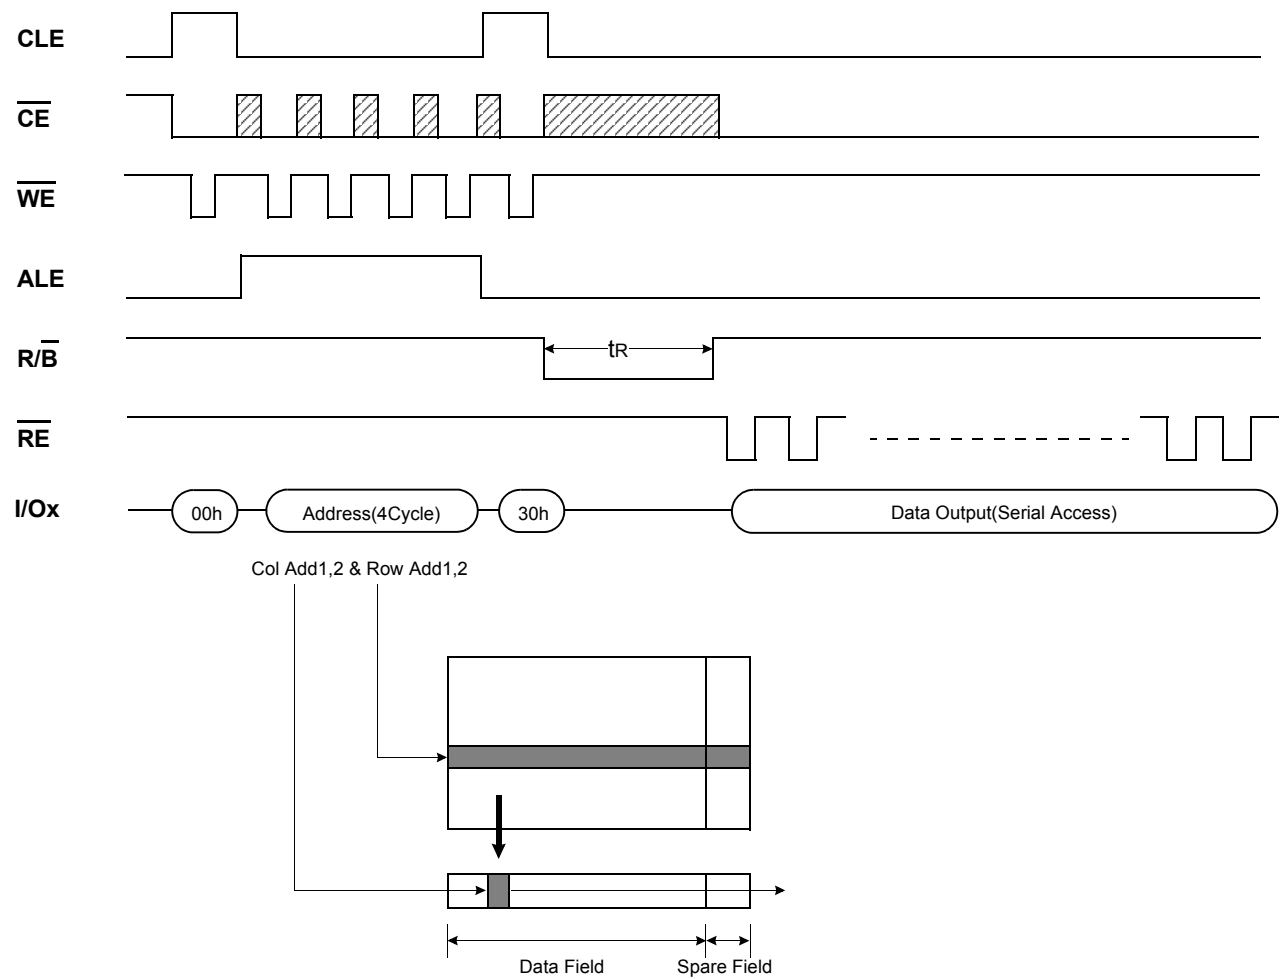 CLE
CE
WE
ALE
R/B
tR
RE
I/Ox
00h
Address(4Cycle)
30h
Data Output(Serial Access)
Col Add1,2 & Row Add1,2
Data Field
Spare Field